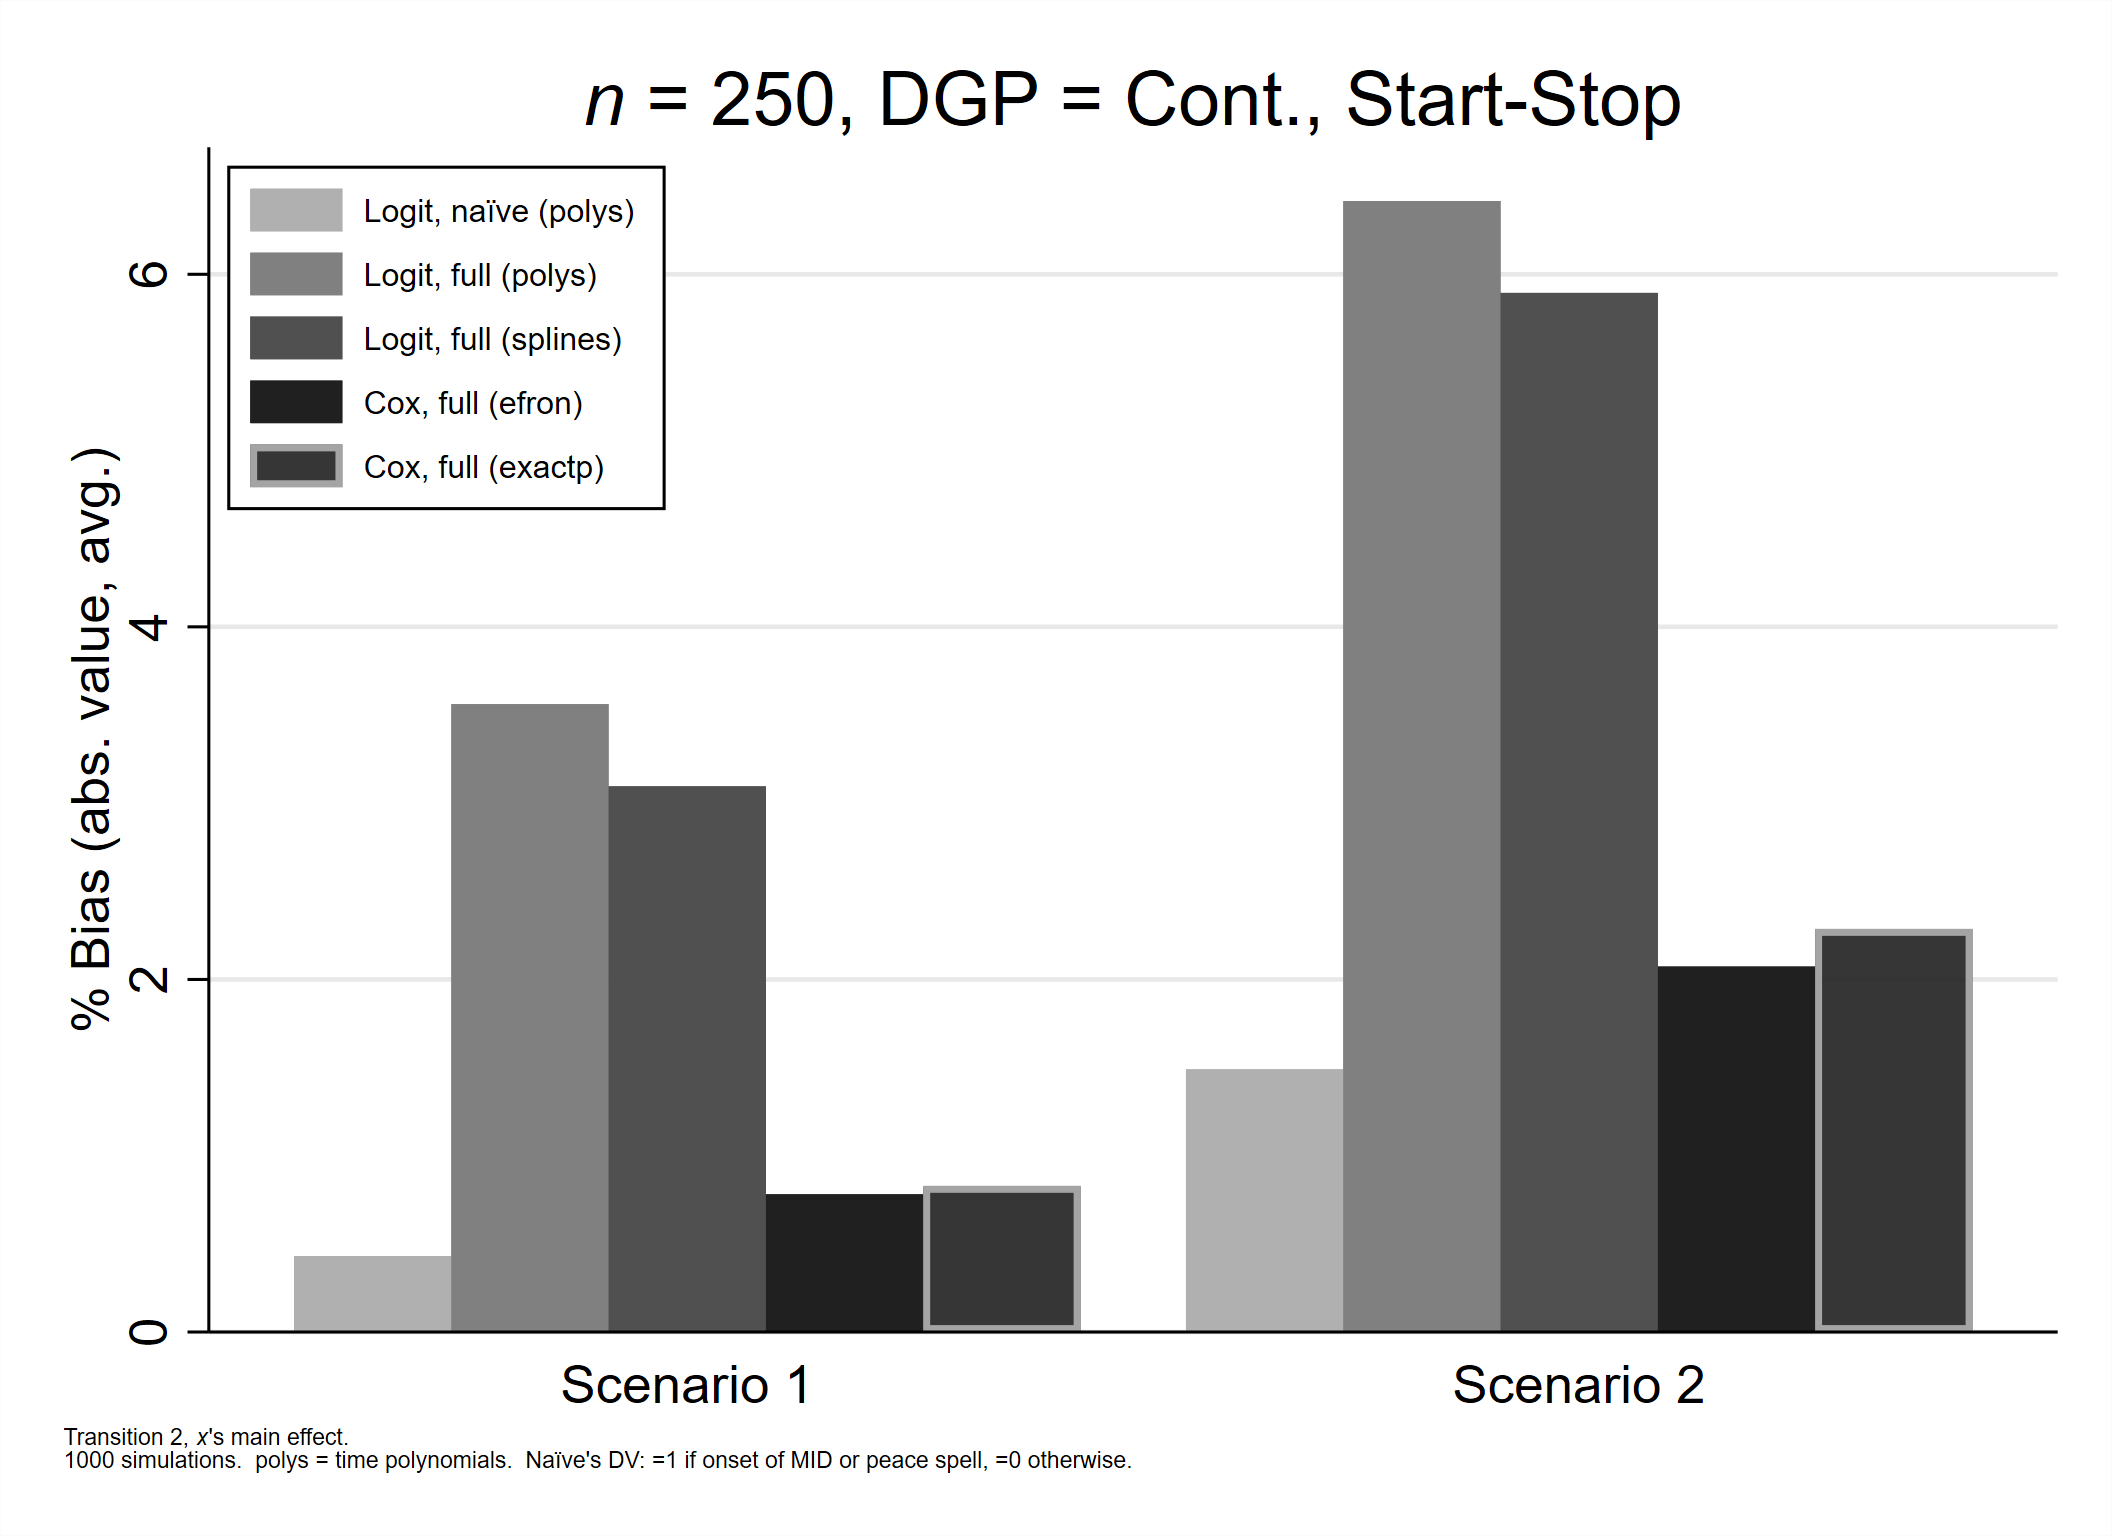 n = 250, DGP = Cont., Start-Stop
Logit, naïve (polys)
Logit, full (polys)
Logit, full (splines)
Cox, full (efron)
Cox, full (exactp)
% Bias (abs. value, avg.)
6
4
2
0
Scenario 1
Scenario 2
Transition 2, x's main effect.
1000 simulations.  polys = time polynomials.  Naïve's DV: =1 if onset of MID or peace spell, =0 otherwise.